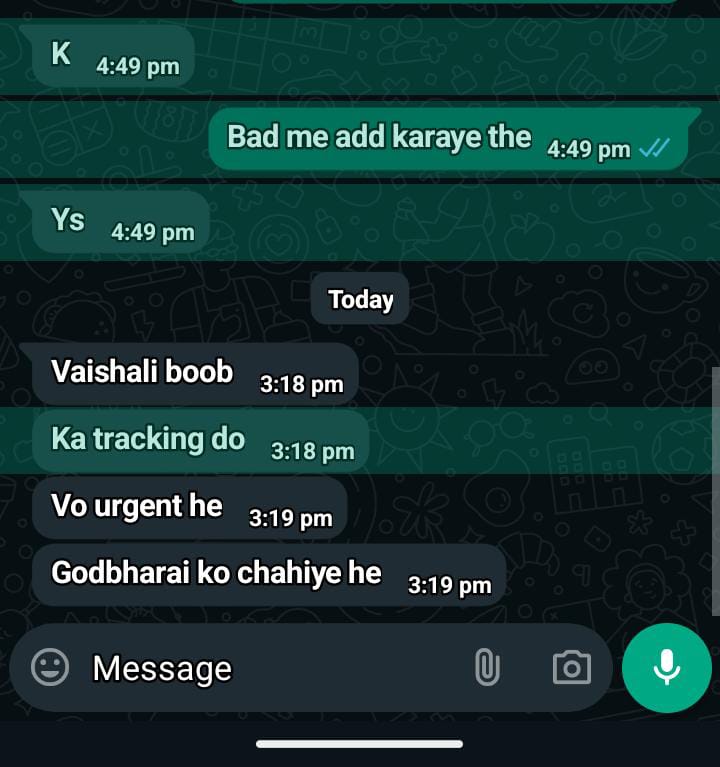 K 4:49 pm
Bad me add karaye the 4:49 pm
Ys 4:49 pm
Today
Vaishali boob 3:18 pm
Ka tracking do 3:18 pm
Vo urgent he 3:19 pm
Godbharai ko chahiye he 3:19 pm
Message